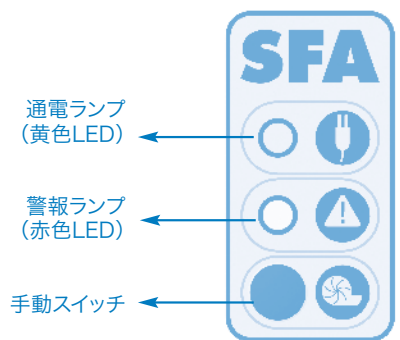 SFA
通電ランプ
（黄色LED）
警報ランプ
（赤色LED）
手動スイッチ